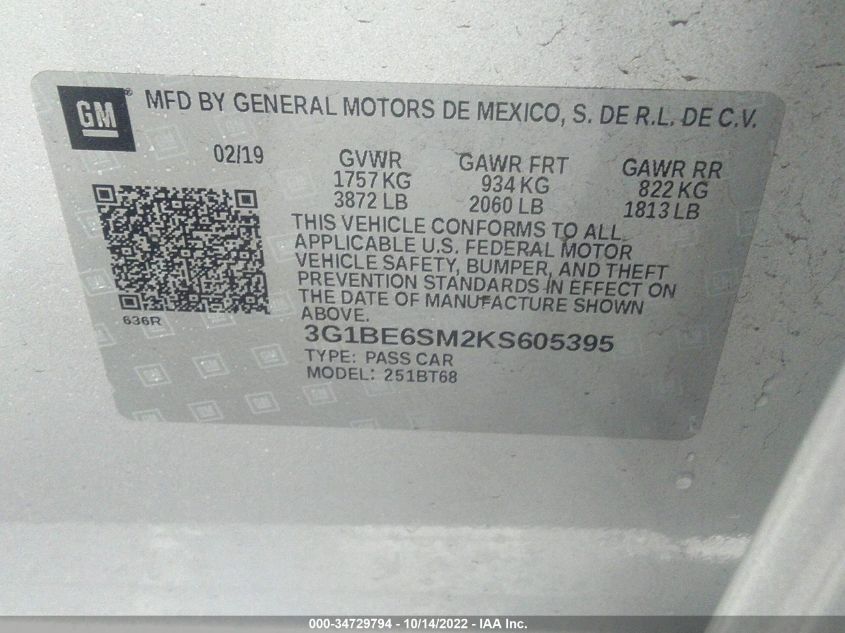 GM® MFD BY GENERAL MOTORS DE MEXICO, S. DE R.L. DE C.V.
02/19 GVWR GAWR FRT GAWR RR
1757 KG 934 KG 822 KG
3872 LB 2060 LB 1813 LB
THIS VEHICLE CONFORMS TO ALL
APPLICABLE U.S. FEDERAL MOTOR
VEHICLE SAFETY, BUMPER, AND THEFT
PREVENTION STANDARDS IN EFFECT ON
THE DATE OF MANUFACTURE SHOWN
ABOVE.
636R
3G1BE6SM2KS605395
TYPE: PASS CAR
MODEL: 251BT68
000-34729794 - 10/14/2022 - IAA Inc.